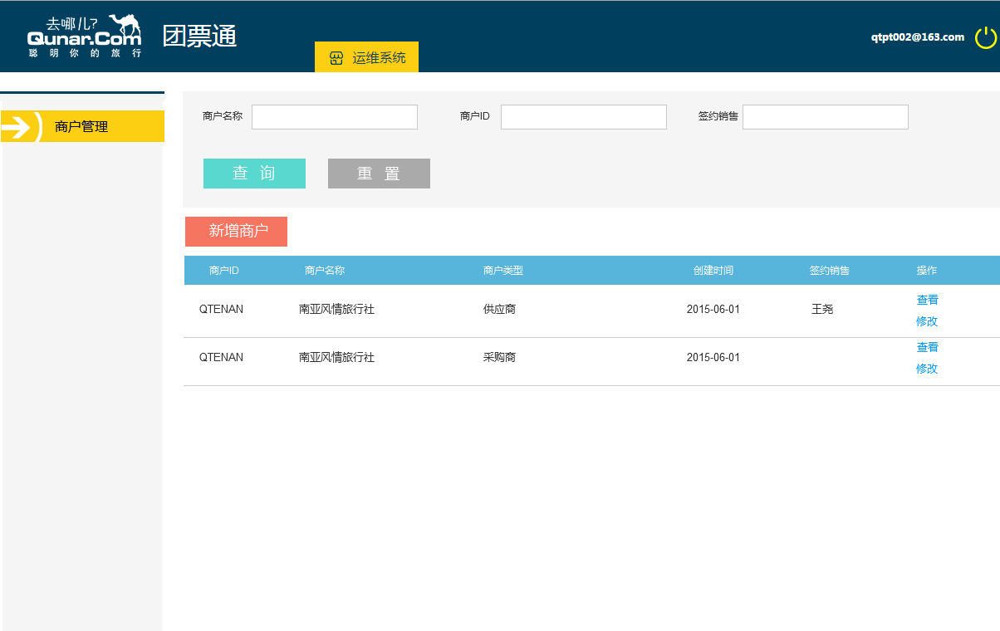 去哪儿?
Qunar.Com
聪明你的旅行
团票通
运维系统
qtpt002@163.com
商户管理
商户名称 商户ID 签约销售
查 询 重 置
新增商户
商户ID 商户名称 商户类型 创建时间 签约销售 操作
QTENAN 南亚风情旅行社 供应商 2015-06-01 王尧 查看
修改
QTENAN 南亚风情旅行社 采购商 2015-06-01 查看
修改